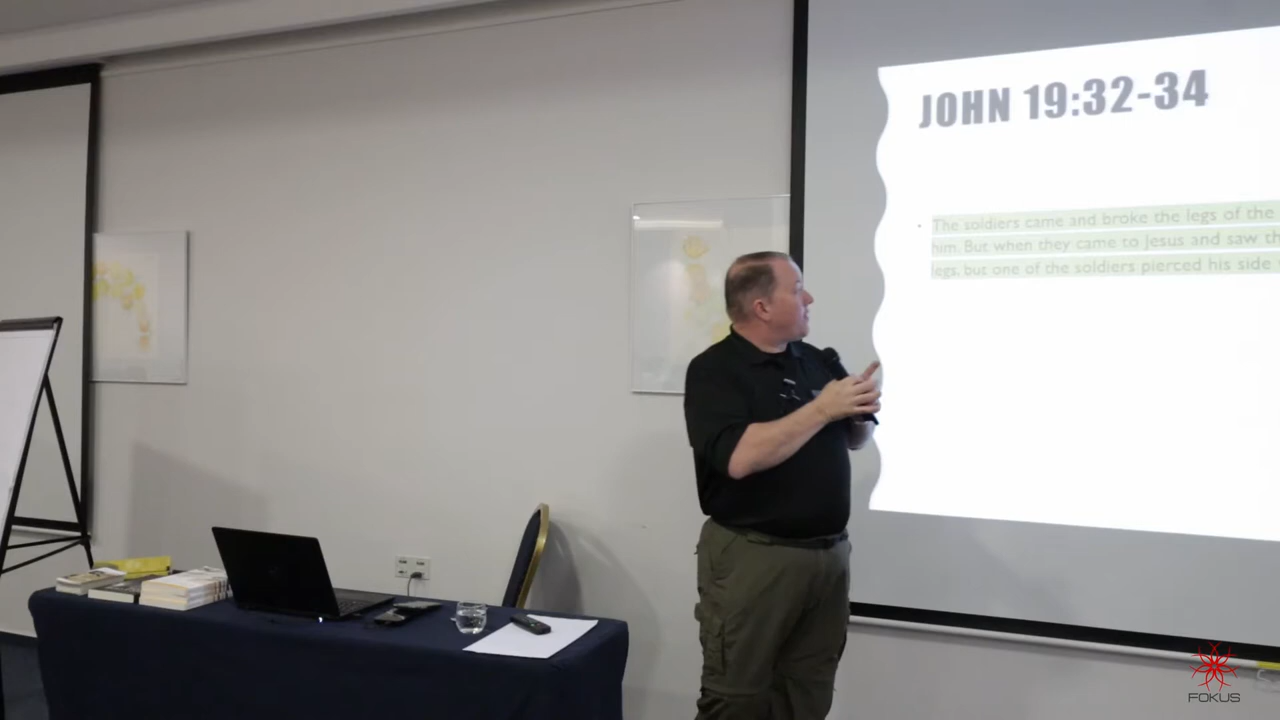 JOHN 19:32-34
• The soldiers came and broke the legs of the
him. But when they came to Jesus and saw th
legs, but one of the soldiers pierced his side
FOKUS